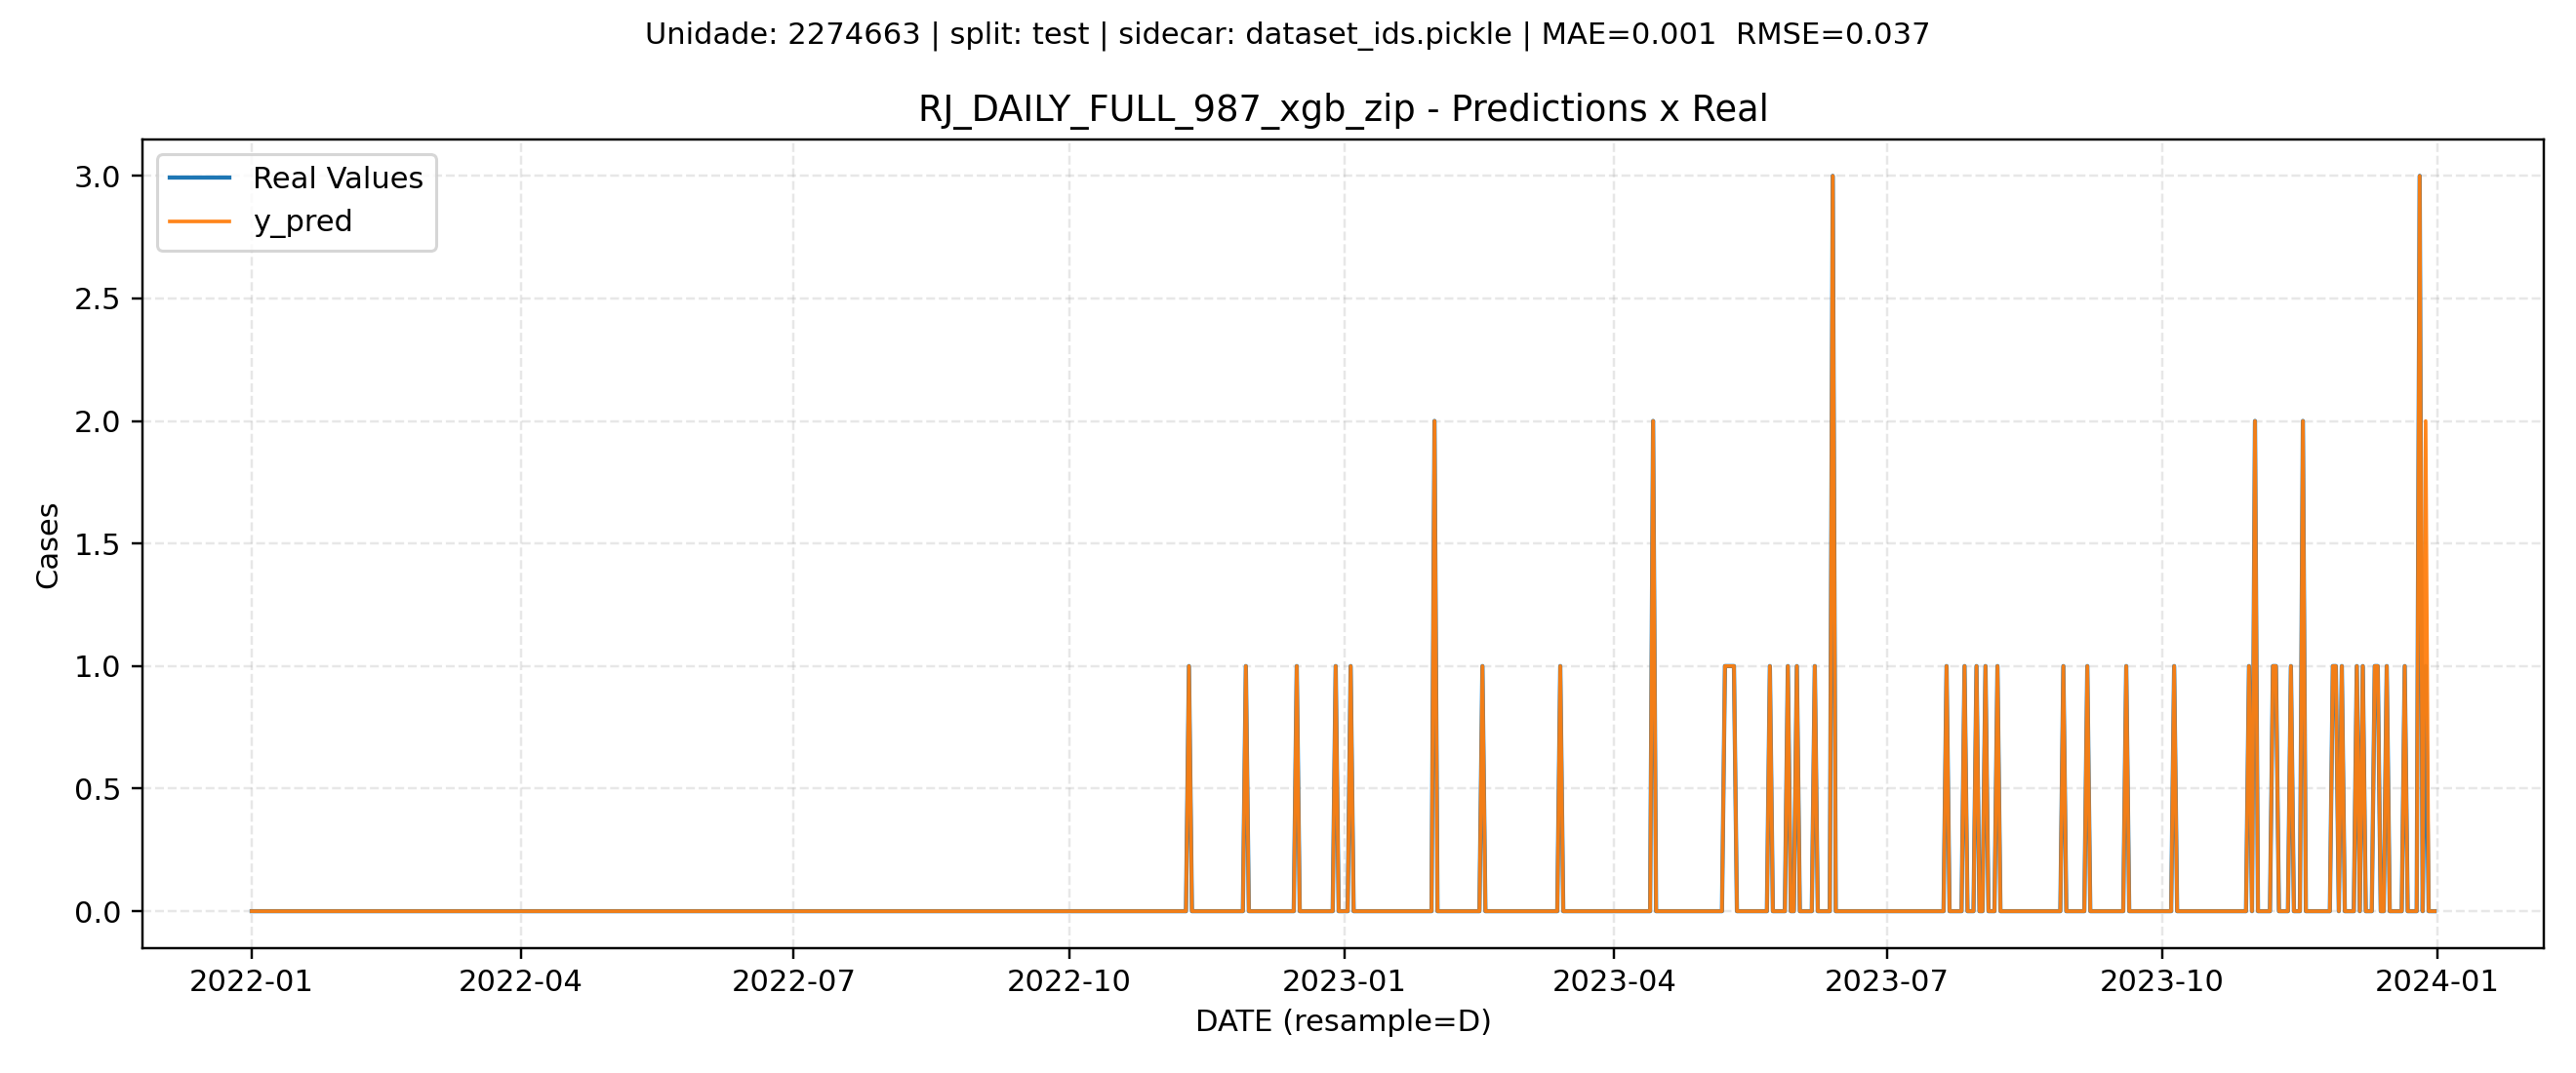 Unidade: 2274663 | split: test | sidecar: dataset_ids.pickle | MAE=0.001  RMSE=0.037
RJ_DAILY_FULL_987_xgb_zip - Predictions x Real
Real Values
y_pred
3.0
2.5
2.0
1.5
1.0
0.5
0.0
Cases
2022-01 2022-04 2022-07 2022-10 2023-01 2023-04 2023-07 2023-10 2024-01
DATE (resample=D)